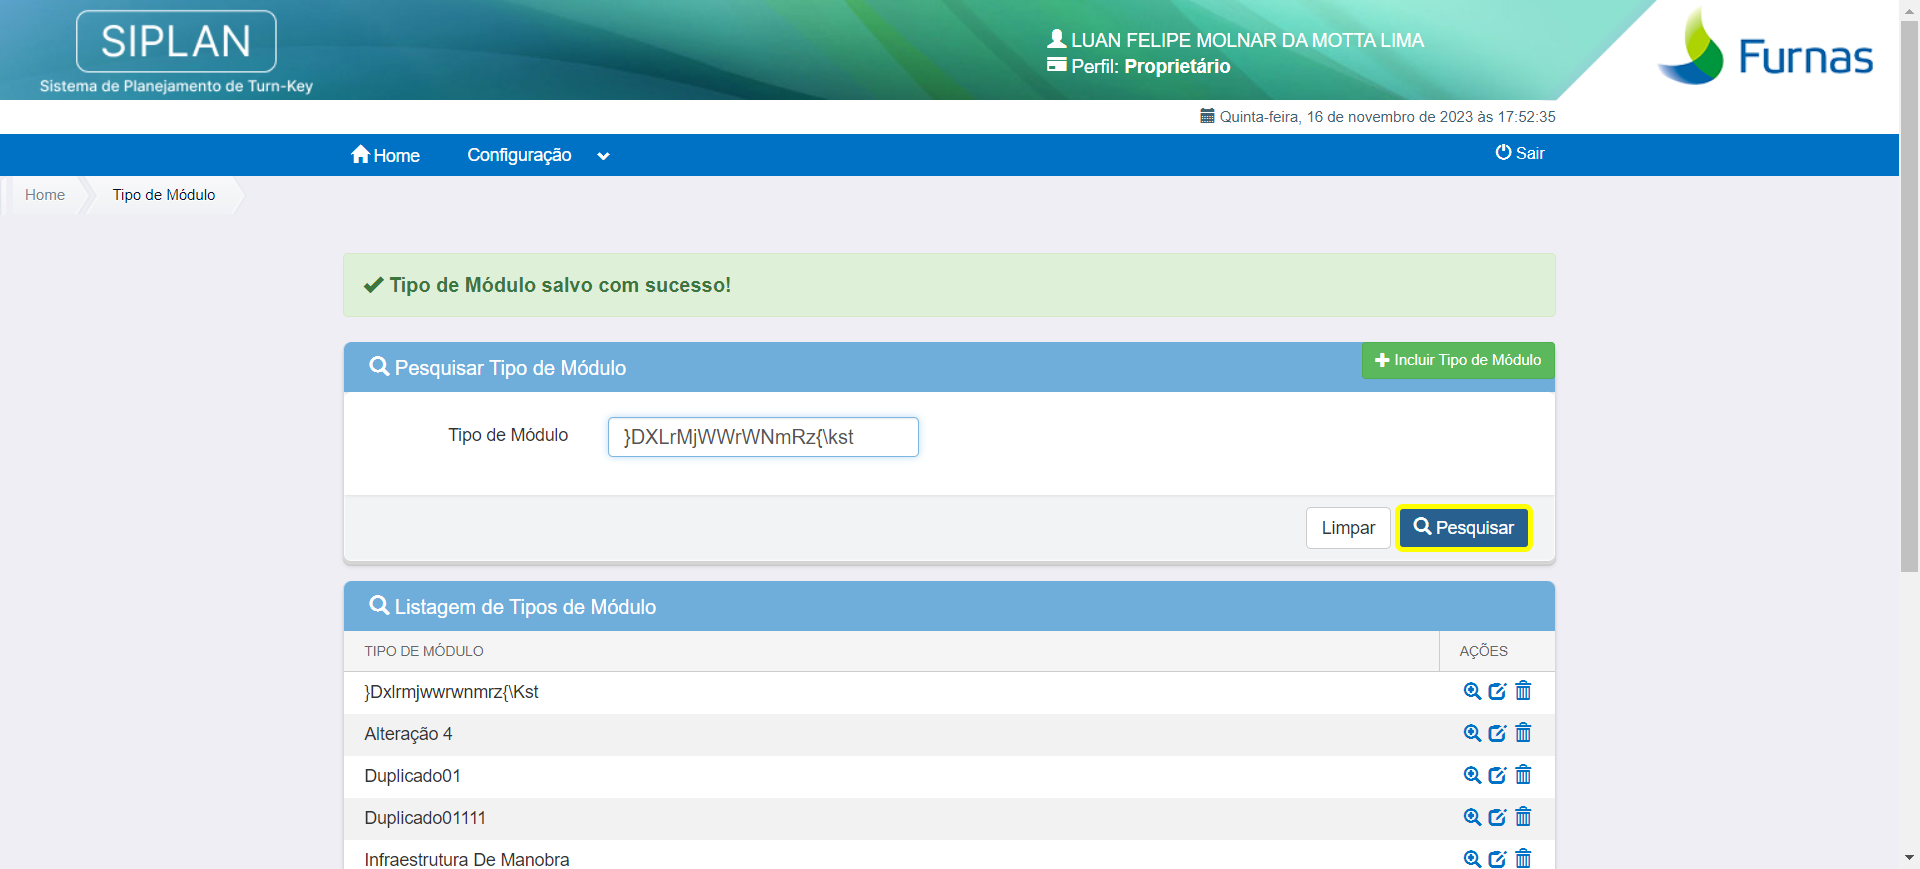 SIPLAN
Sistema de Planejamento de Turn-Key
LUAN FELIPE MOLNAR DA MOTTA LIMA
Perfil: Proprietário
Furnas
Quinta-feira, 16 de novembro de 2023 às 17:52:35
Home
Configuração
Sair
Home
Tipo de Módulo
Tipo de Módulo salvo com sucesso!
Pesquisar Tipo de Módulo
Incluir Tipo de Módulo
Tipo de Módulo
}DXLrMjWWrWNmRz{\kst
Limpar
Pesquisar
Listagem de Tipos de Módulo
TIPO DE MÓDULO
AÇÕES
}Dxlrmjwwrwnmrz{\Kst
Alteração 4
Duplicado01
Duplicado01111
Infraestrutura De Manobra